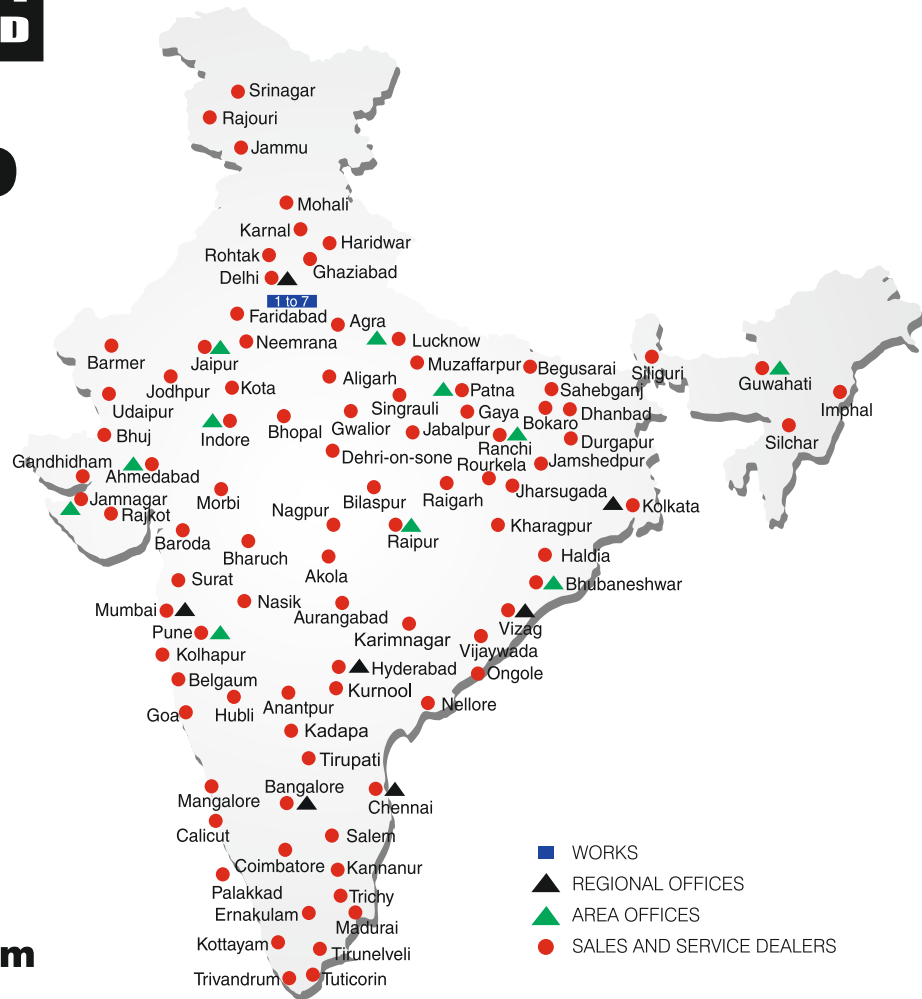 D
Srinagar
Rajouri
Jammu
Mohali
Karnal
Haridwar
Rohtak
Ghaziabad
Delhi
1 to 7
Faridabad
Agra
Neemrana
Lucknow
Barmer
Jaipur
Muzaffarpur
Begusarai
Siliguri
Guwahati
Jodhpur
Kota
Aligarh
Patna
Sahebganj
Imphal
Udaipur
Singrauli
Gaya
Bokaro
Dhanbad
Bhuj
Indore
Bhopal
Gwalior
Jabalpur
Ranchi
Durgapur
Silchar
Gandhidham
Ahmedabad
Dehri-on-sone
Rourkela
Jamshedpur
Jamnagar
Morbi
Bilaspur
Raigarh
Jharsugada
Kolkata
Rajkot
Nagpur
Raipur
Kharagpur
Baroda
Bharuch
Akola
Haldia
Surat
Bhubaneshwar
Mumbai
Nasik
Aurangabad
Vizag
Pune
Karimnagar
Vijaywada
Kolhapur
Hyderabad
Ongole
Belgaum
Kurnool
Goa
Hubli
Anantpur
Nellore
Kadapa
Tirupati
Mangalore
Bangalore
Chennai
Calicut
Salem
Coimbatore
Kannanur
Palakkad
Trichy
Ernakulam
Madurai
Kottayam
Tirunelveli
Trivandrum
Tuticorin
WORKS
REGIONAL OFFICES
AREA OFFICES
SALES AND SERVICE DEALERS
m